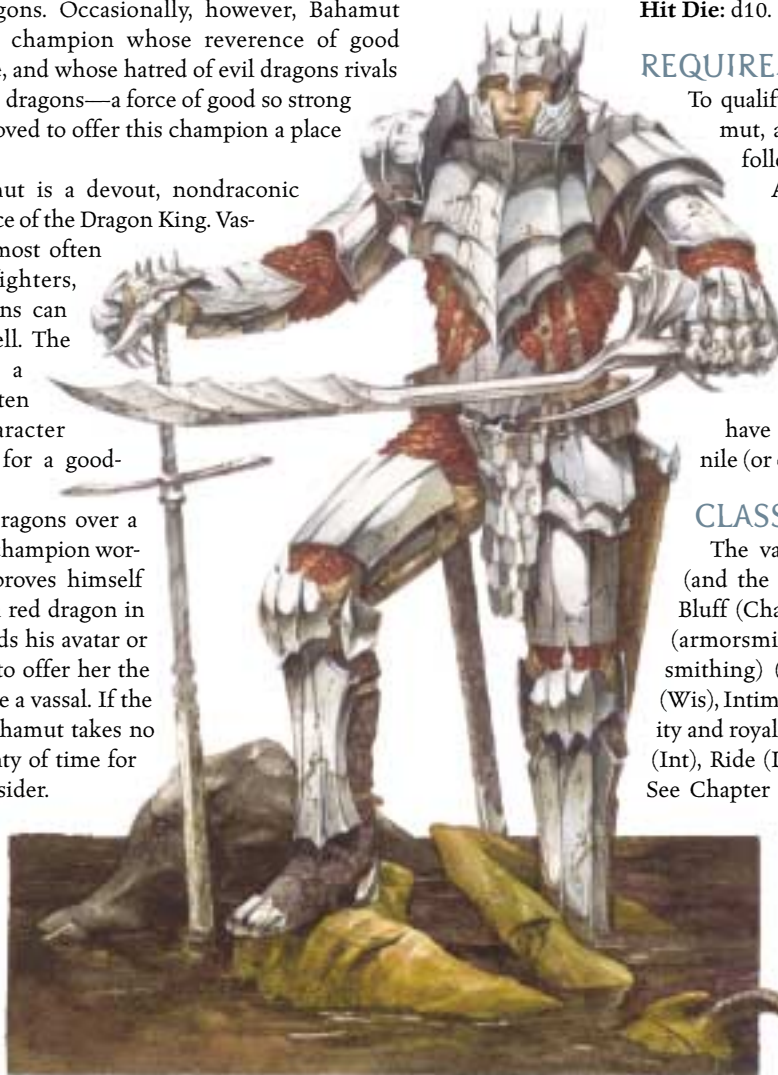 gons. Occasionally, however, Bahamut
champion whose reverence of good
e, and whose hatred of evil dragons rivals
dragons—a force of good so strong
oved to offer this champion a place
ut is a devout, nondraconic
ce of the Dragon King. Vas-
most often
ighters,
ns can
ell. The
a
ten
aracter
for a good-
ragons over a
hampion wor-
proves himself
red dragon in
ds his avatar or
to offer her the
e a vassal. If the
hamut takes no
nty of time for
sider.
Hit Die: d10.
REQUIRE
To qualif
mut, a
foll
A
have
nile (or
CLASS
The va
(and the
Bluff (Cha
(armorsmi
smithing) (
(Wis), Intim
ity and royal
(Int), Ride (D
See Chapter